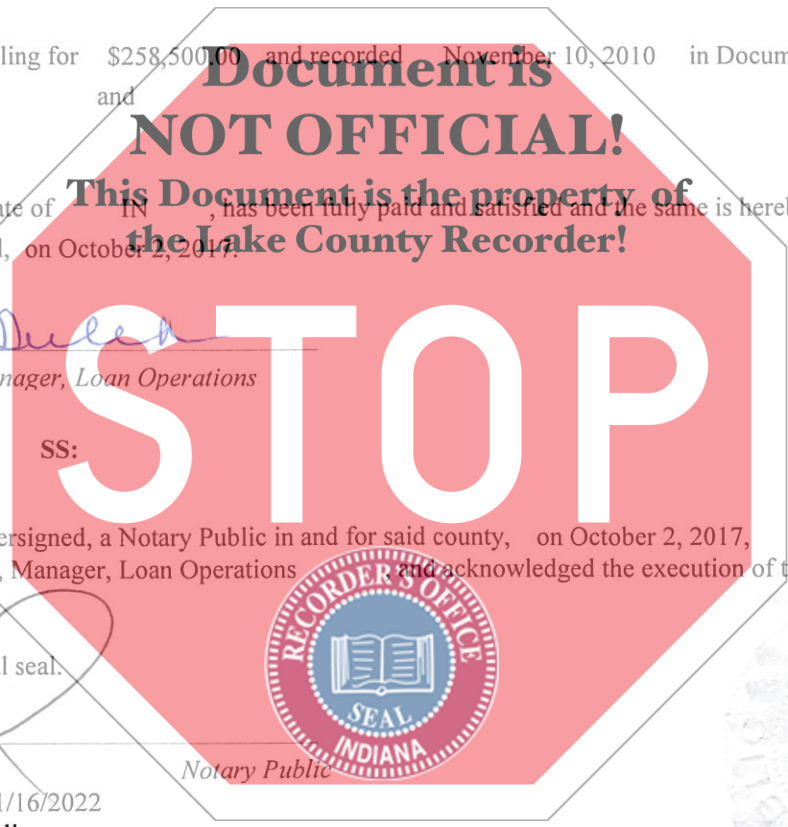 ling for $258,500.00 and recorded November 10, 2010 in Docum
Document is
and
NOT OFFICIAL!
This Document is the property of
ate of IN , has been fully paid and satisfied and the same is hereb
the Lake County Recorder!
, on October 2, 2017.
STOP
nager, Loan Operations
SS:
ersigned, a Notary Public in and for said county, on October 2, 2017,
, Manager, Loan Operations , and acknowledged the execution of t
RECORDER'S OFFICE
SEAL
INDIANA
l seal.
Notary Public
1/16/2022